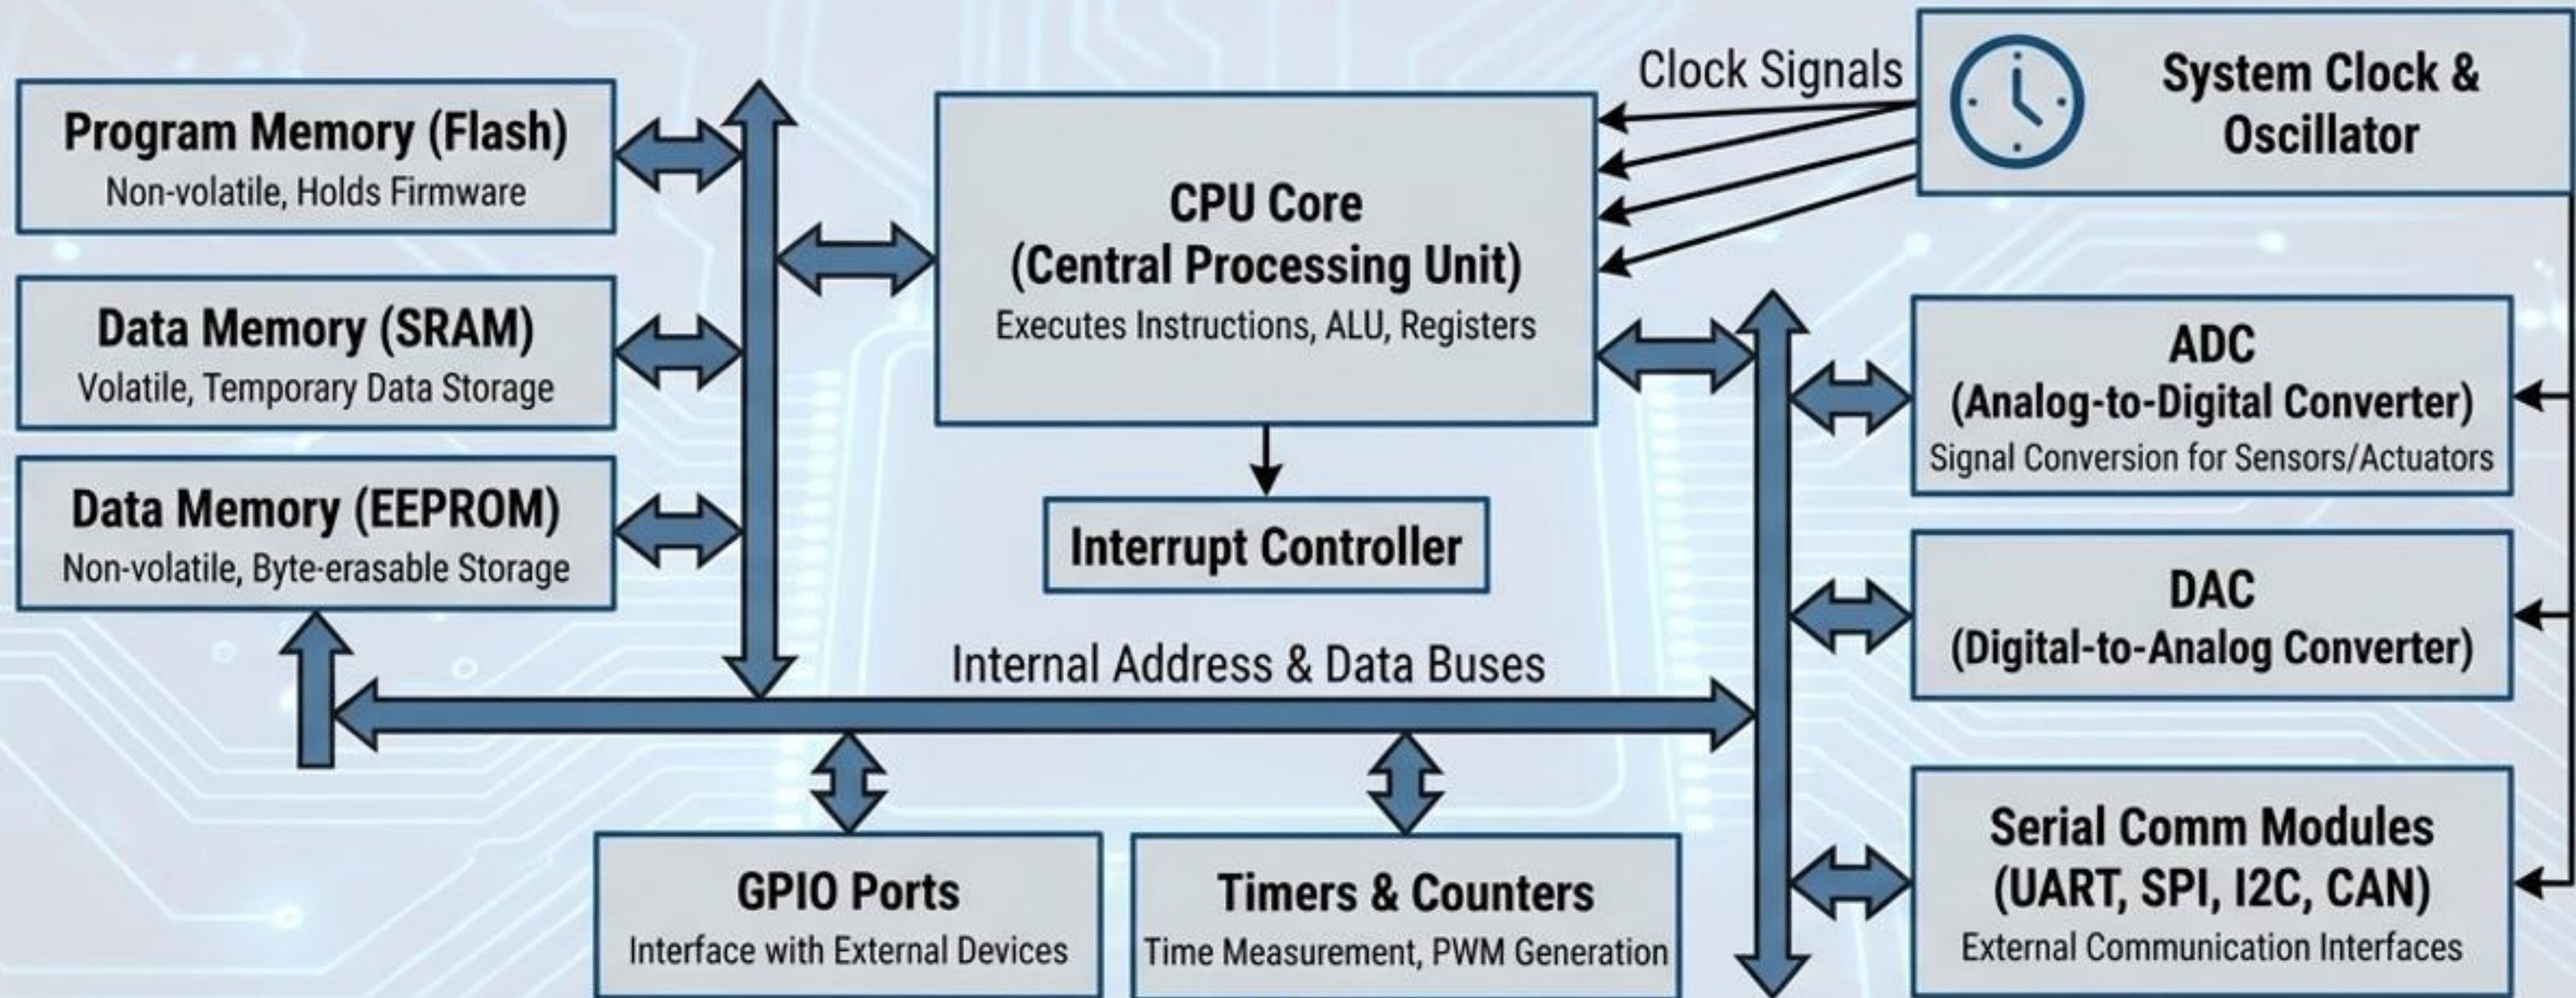 Program Memory (Flash)
Non-volatile, Holds Firmware
Data Memory (SRAM)
Volatile, Temporary Data Storage
Data Memory (EEPROM)
Non-volatile, Byte-erasable Storage
CPU Core
(Central Processing Unit)
Executes Instructions, ALU, Registers
Interrupt Controller
Internal Address & Data Buses
Clock Signals
System Clock &
Oscillator
ADC
(Analog-to-Digital Converter)
Signal Conversion for Sensors/Actuators
DAC
(Digital-to-Analog Converter)
Serial Comm Modules
(UART, SPI, I2C, CAN)
External Communication Interfaces
GPIO Ports
Interface with External Devices
Timers & Counters
Time Measurement, PWM Generation